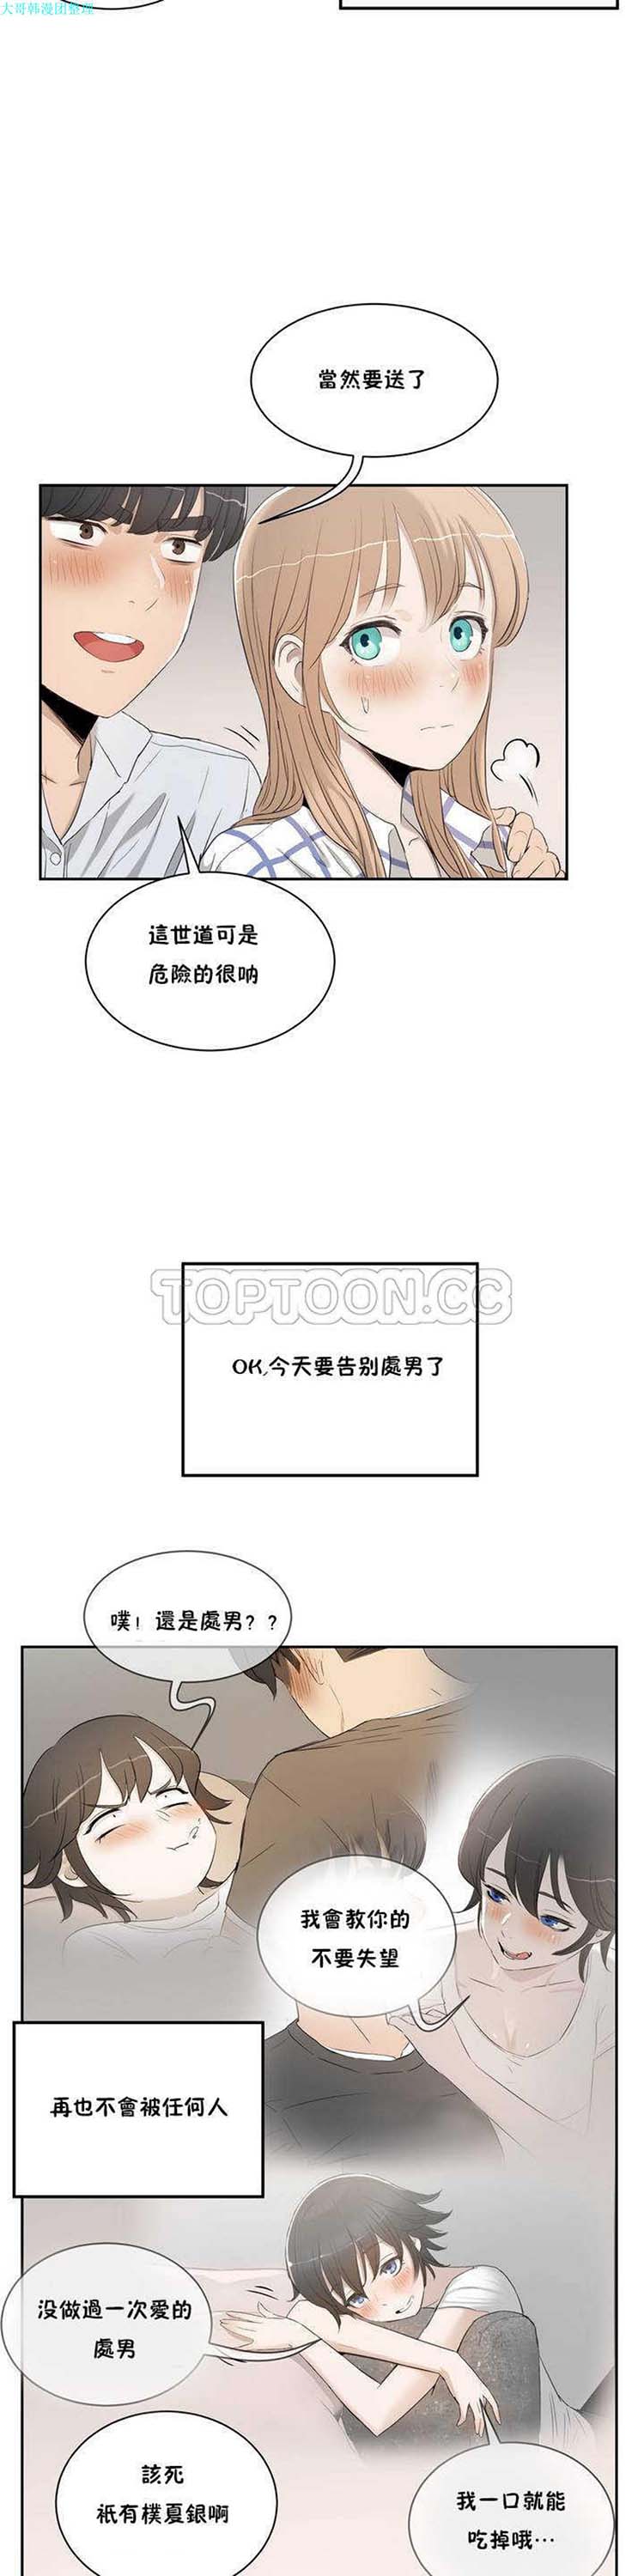 大哥韩漫团整理
當然要送了
這世道可是
危險的很呐
TOPTOON.CC
OK,今天要告别處男了
噗！還是處男？？
我會教你的
不要失望
再也不會被任何人
没做過一次愛的
處男
該死
衹有樸夏銀啊
我一口就能
吃掉哦…